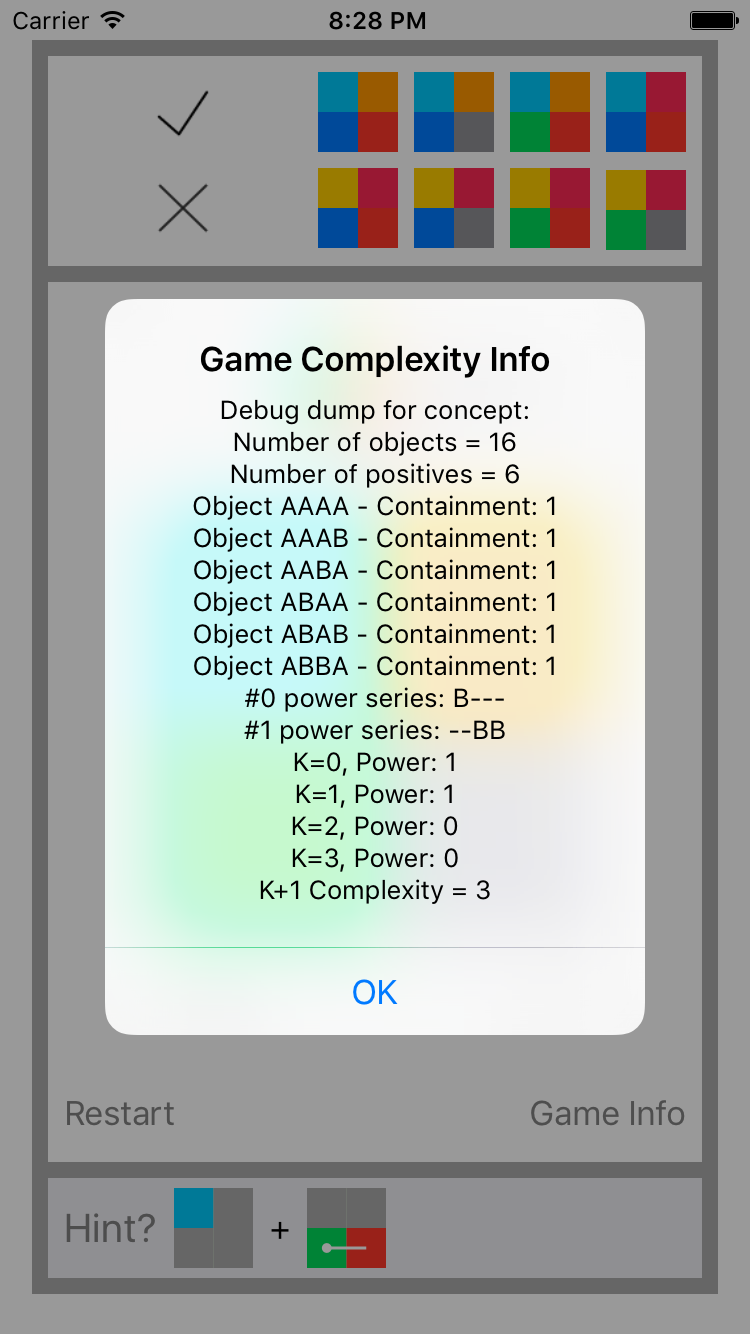 Carrier 8:28 PM
Game Complexity Info
Debug dump for concept:
Number of objects = 16
Number of positives = 6
Object AAAA - Containment: 1
Object AAAB - Containment: 1
Object AABA - Containment: 1
Object ABAA - Containment: 1
Object ABAB - Containment: 1
Object ABBA - Containment: 1
#0 power series: B---
#1 power series: --BB
K=0, Power: 1
K=1, Power: 1
K=2, Power: 0
K=3, Power: 0
K+1 Complexity = 3
OK
Restart Game Info
Hint? +